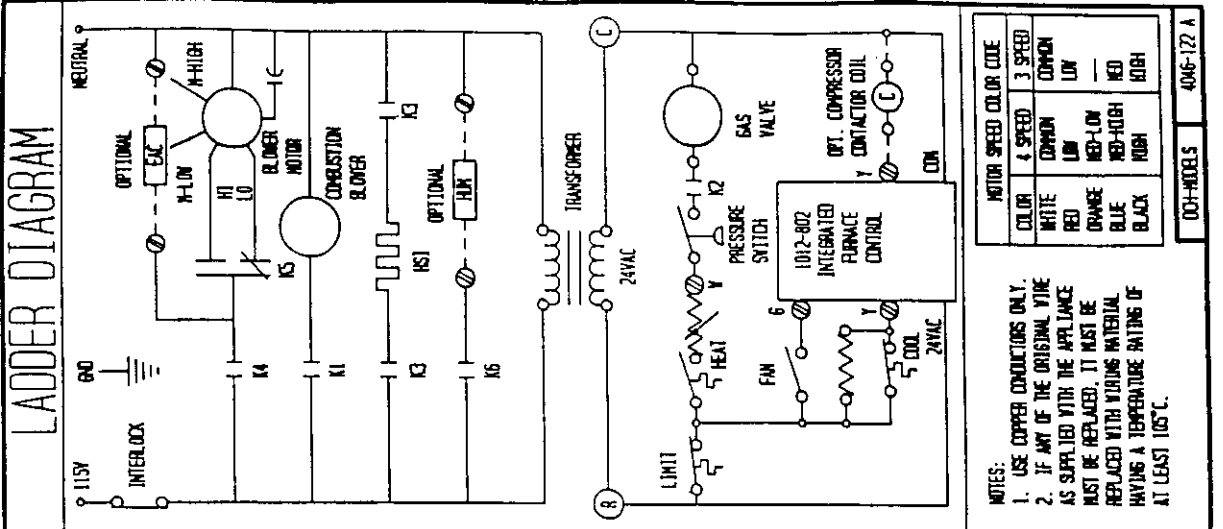 LADDER DIAGRAM
115V
INTERLOCK
GND
NEUTRAL
OPTIONAL
EAC
M-LOW
M-HIGH
HI
LO
K5
K4
BLOWER
MOTOR
C
K1
COMBUSTION
BLOWER
K3
HSI
K3
OPTIONAL
HUM
K6
TRANSFORMER
24VAC
R
C
LIMIT
HEAT
W
PRESSURE
SWITCH
K2
GAS
VALVE
FAN
G
COOL
24VAC
Y
1012-802
INTEGRATED
FURNACE
CONTROL
Y
COM
OPT. COMPRESSOR
CONTACTOR COIL
C
NOTES:
1. USE COPPER CONDUCTORS ONLY.
2. IF ANY OF THE ORIGINAL WIRE
AS SUPPLIED WITH THE APPLIANCE
MUST BE REPLACED, IT MUST BE
REPLACED WITH WIRING MATERIAL
HAVING A TEMPERATURE RATING OF
AT LEAST 105°C.
MOTOR SPEED COLOR CODE
COLOR 4 SPEED 3 SPEED
WHITE COMMON COMMON
RED LOW LOW
ORANGE MED-LOW —
BLUE MED-HIGH MED
BLACK HIGH HIGH
4046-122 A